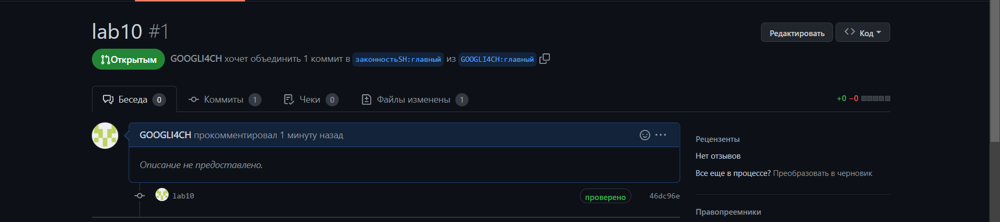 lab10 #1
Редактировать
Код
Открытым
GOOGLI4CH хочет объединить 1 коммит в законностьSH:главный из GOOGLI4CH:главный
Беседа 0
Коммиты 1
Чеки 0
Файлы изменены 1
+0 −0
GOOGLI4CH прокомментировал 1 минуту назад
Описание не предоставлено.
lab10
проверено
46dc96e
Рецензенты
Нет отзывов
Все еще в процессе? Преобразовать в черновик
Правопреемники